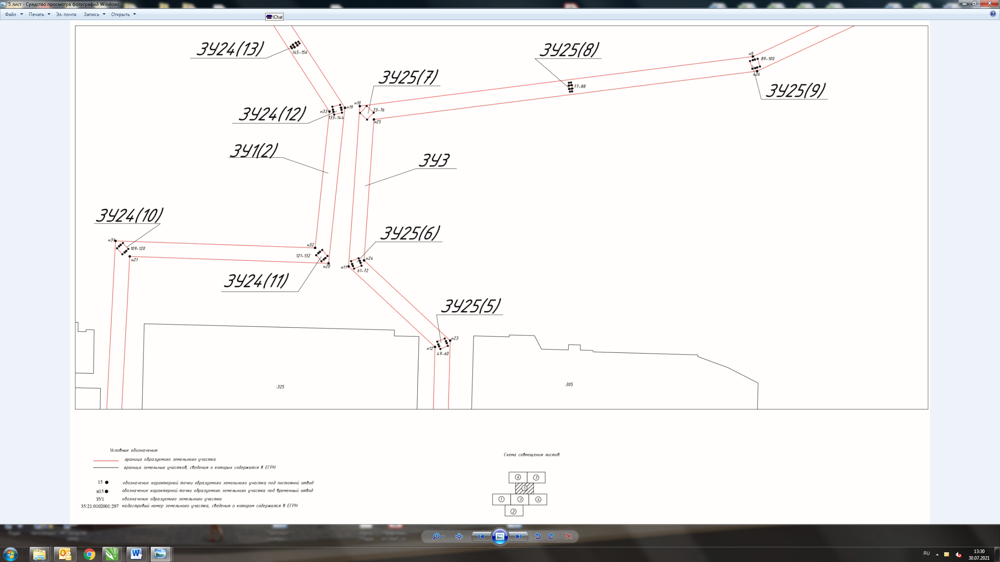 5 лист - Средство просмотра фотографий Windows
Файл Печать Эл. почта Запись Открыть
IChat
ЗУ24(13)
145-156
ЗУ25(8)
н9
89-100
н26
ЗУ25(7)
77-88
ЗУ25(9)
н10
н19
73-76
н33
133-144
н25
ЗУ24(12)
ЗУ1(2)
ЗУ3
ЗУ24(10)
ЗУ25(6)
н31
109-120
н21
н32
121-132
н20
н24
н11
61-72
ЗУ24(11)
ЗУ25(5)
н23
н12
49-60
:325
:305
Условные обозначения:
граница образуемого земельного участка
граница земельных участков, сведения о которых содержатся в ЕГРН
15 обозначение характерной точки образуемого земельного участка под постоянні отвод
н15 обозначение характерной точки образуемого земельного участка под временный отвод
ЗУ1 обозначение образуемого земельного участка
35:21:0102001:297 кадастровый номер земельного участка, сведения о котором содержатся в ЕГРН
Схема совмещения листов
6 7
5
1 3 4
2
RU
13:30
30.07.2021